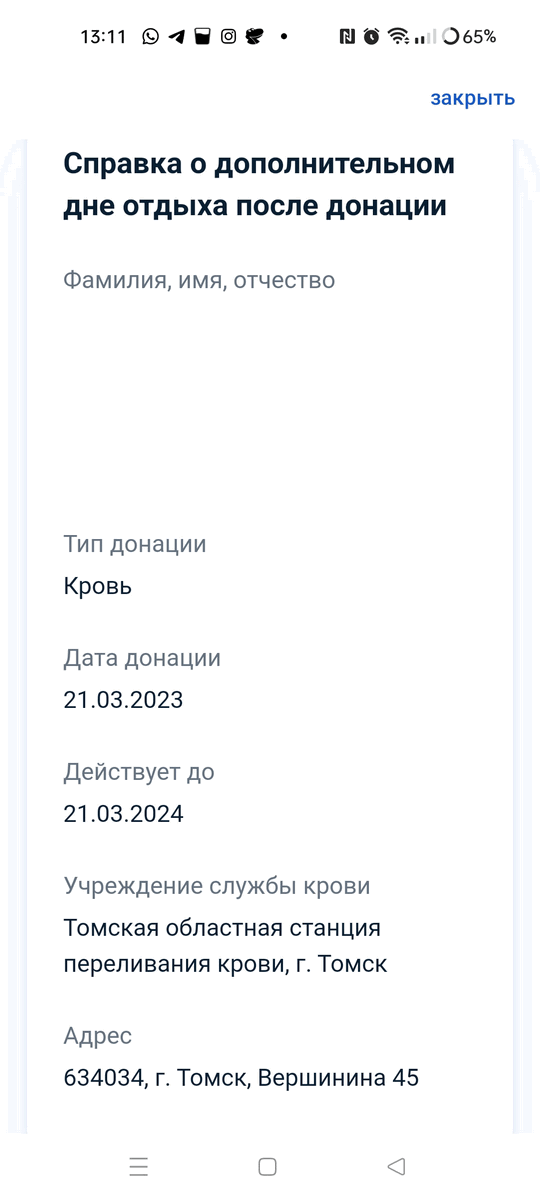 13:11
65%
закрыть
Справка о дополнительном
дне отдыха после донации
Фамилия, имя, отчество
Тип донации
Кровь
Дата донации
21.03.2023
Действует до
21.03.2024
Учреждение службы крови
Томская областная станция
переливания крови, г. Томск
Адрес
634034, г. Томск, Вершинина 45